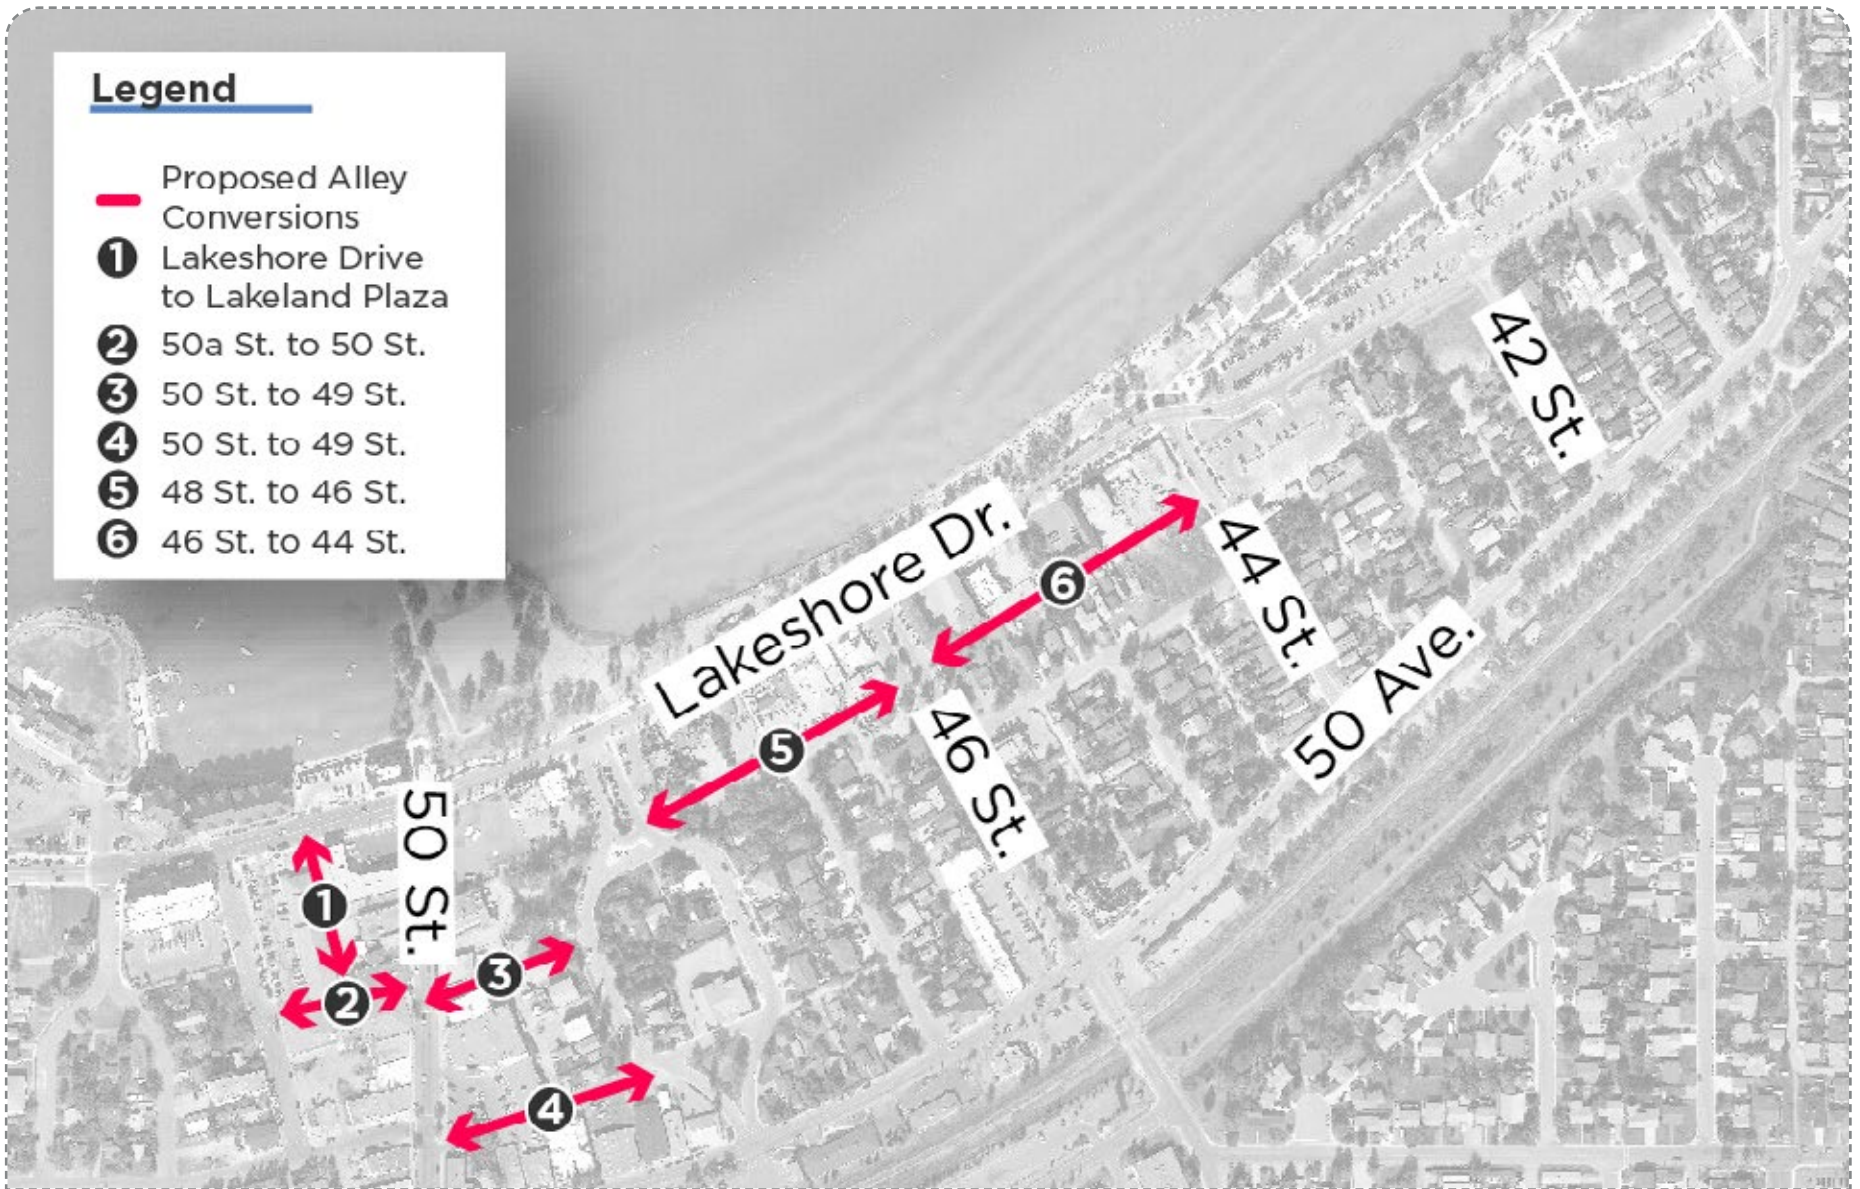 Legend
Proposed Alley
Conversions
1 Lakeshore Drive
to Lakeland Plaza
2 50a St. to 50 St.
3 50 St. to 49 St.
4 50 St. to 49 St.
5 48 St. to 46 St.
6 46 St. to 44 St.
42 St.
Lakeshore Dr.
44 St.
6
50 Ave.
46 St.
5
50 St.
1
3
2
4